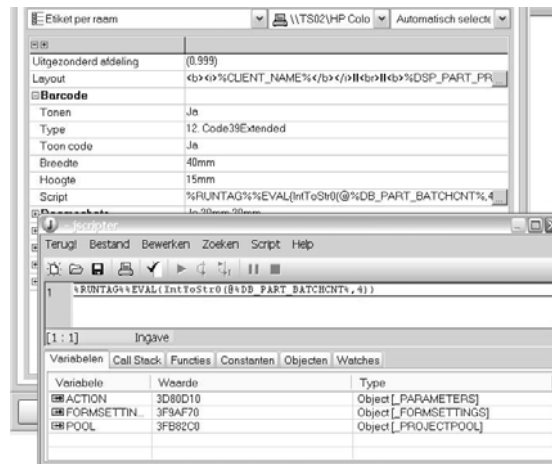 Etiket per raam
\\TS02\HP Colo
Automatisch selecte
Uitgezonderd afdeling (0.999)
Layout <b><i>%CLIENT_NAME%</b></i>||<br>||<b>%DSP_PART_PR
Barcode
Tonen Ja
Type 12. Code39Extended
Toon code Ja
Breedte 40mm
Hoogte 15mm
Script %RUNTAG%%EVAL(IntToStr0(@%DB_PART_BATCHCNT%,4
jscripter
Terug! Bestand Bewerken Zoeken Script Help
1 %RUNTAG%%EVAL(IntToStr0(@%DB_PART_BATCHCNT%,4))
[1 : 1] Ingave
Variabelen Call Stack Functies Constanten Objecten Watches
Variabele Waarde Type
ACTION 3D80D10 Object [_PARAMETERS]
FORMSETTIN... 3F9AF70 Object [_FORMSETTINGS]
POOL 3FB82C0 Object [_PROJECTPOOL]